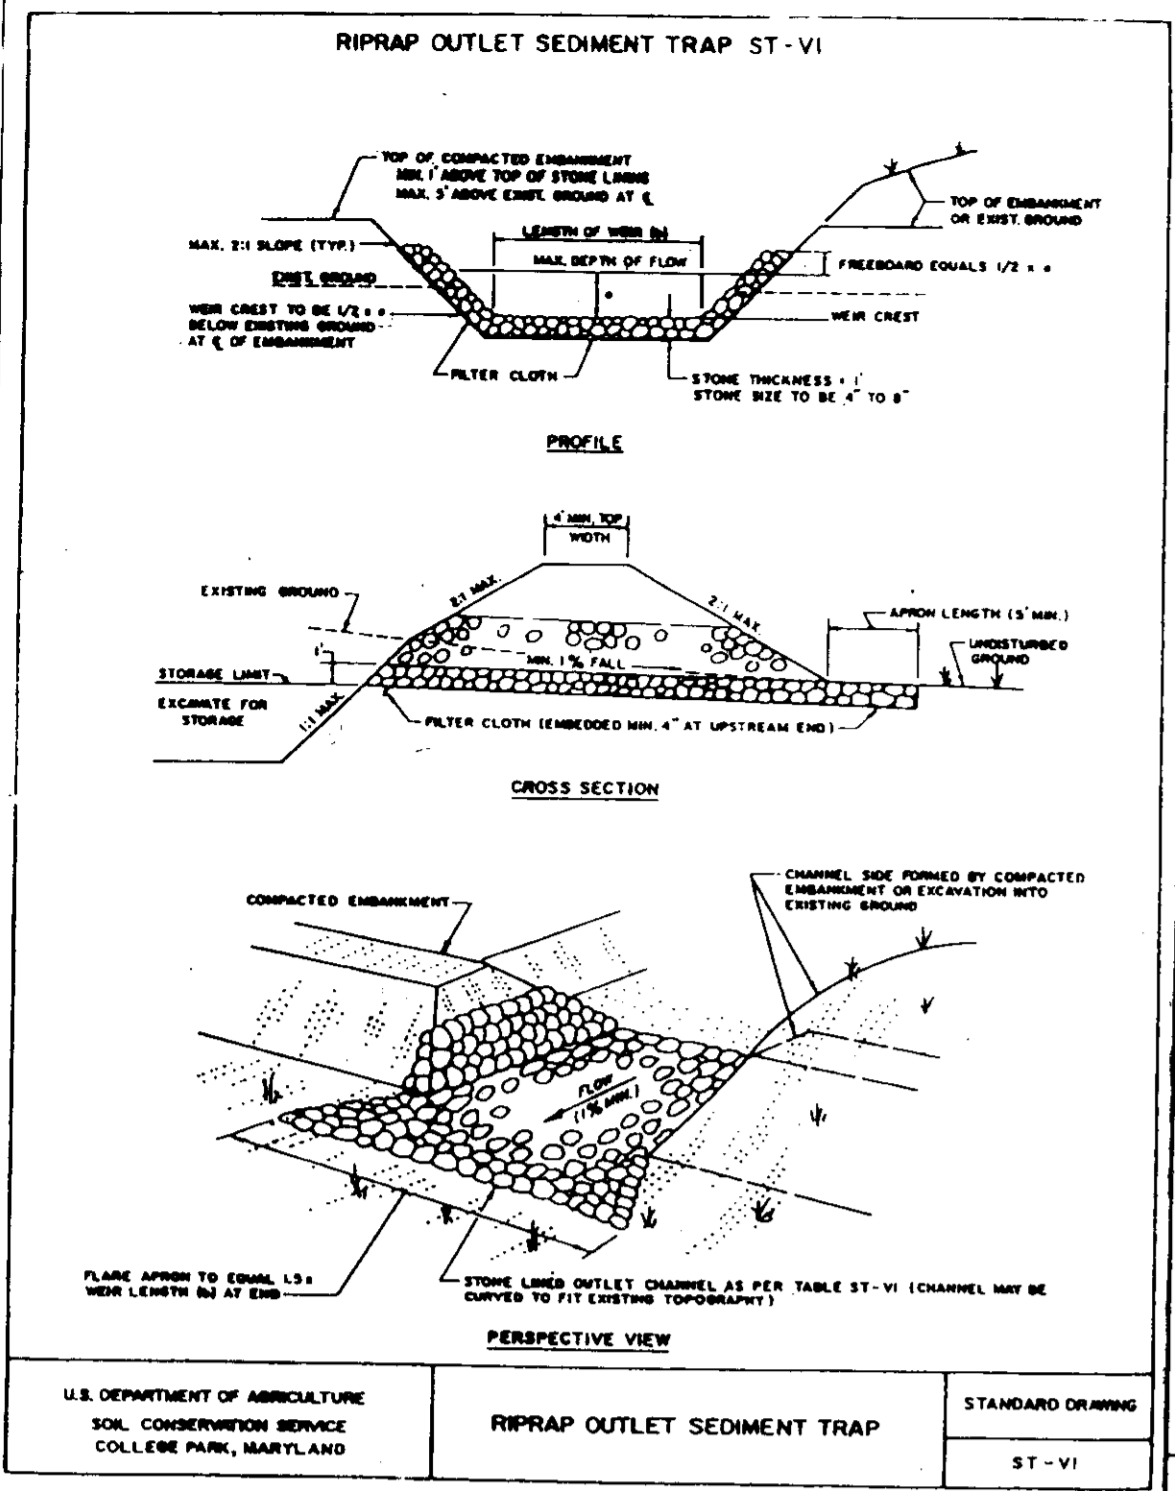 RIPRAP OUTLET SEDIMENT TRAP ST-VI
TOP OF COMPACTED EMBANKMENT
MIN. 1' ABOVE TOP OF STONE LINING
MAX. 5' ABOVE EXIST. GROUND AT ℄
TOP OF EMBANKMENT
OR EXIST. GROUND
LENGTH OF WEIR (b)
MAX. 2:1 SLOPE (TYP.)
MAX. DEPTH OF FLOW
FREEBOARD EQUALS 1/2 x a
EXIST. GROUND
a
WEIR CREST TO BE 1/2 x a
BELOW EXISTING GROUND
AT ℄ OF EMBANKMENT
WEIR CREST
FILTER CLOTH
STONE THICKNESS = 1'
STONE SIZE TO BE 4" TO 8"
PROFILE
4' MIN. TOP
WIDTH
EXISTING GROUND
2:1 MAX.
2:1 MAX.
APRON LENGTH (5' MIN.)
UNDISTURBED
GROUND
1'
MIN. 1% FALL
STORAGE LIMIT
EXCAVATE FOR
STORAGE
1:1 MAX.
FILTER CLOTH (EMBEDDED MIN. 4" AT UPSTREAM END)
CROSS SECTION
CHANNEL SIDE FORMED BY COMPACTED
EMBANKMENT OR EXCAVATION INTO
EXISTING GROUND
COMPACTED EMBANKMENT
FLOW
(1% MIN.)
FLARE APRON TO EQUAL 1.5 x
WEIR LENGTH (b) AT END
STONE LINED OUTLET CHANNEL AS PER TABLE ST-VI (CHANNEL MAY BE
CURVED TO FIT EXISTING TOPOGRAPHY)
PERSPECTIVE VIEW
U.S. DEPARTMENT OF AGRICULTURE
SOIL CONSERVATION SERVICE
COLLEGE PARK, MARYLAND
RIPRAP OUTLET SEDIMENT TRAP
STANDARD DRAWING
ST-VI